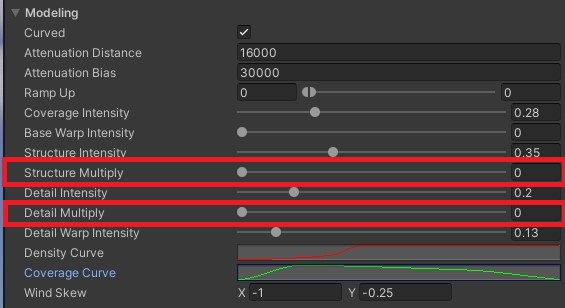 Modeling
Curved
Attenuation Distance 16000
Attenuation Bias 30000
Ramp Up 0 0
Coverage Intensity 0.28
Base Warp Intensity 0
Structure Intensity 0.35
Structure Multiply 0
Detail Intensity 0.2
Detail Multiply 0
Detail Warp Intensity 0.13
Density Curve
Coverage Curve
Wind Skew X -1 Y -0.25